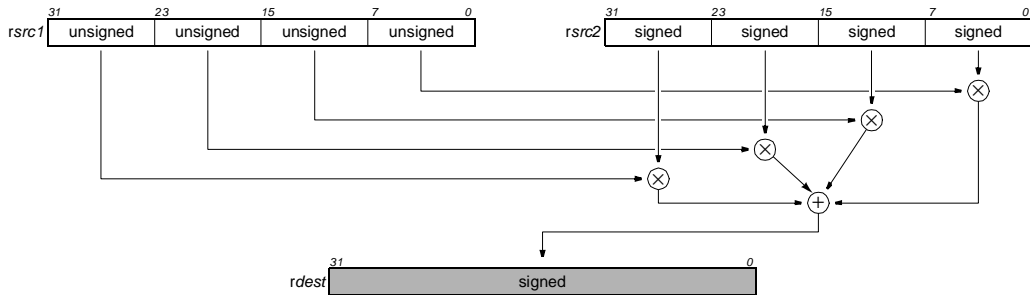 31 23 15 7 0 31 23 15 7 0
rsrc1 unsigned unsigned unsigned unsigned rsrc2 signed signed signed signed
31 0
rdest signed